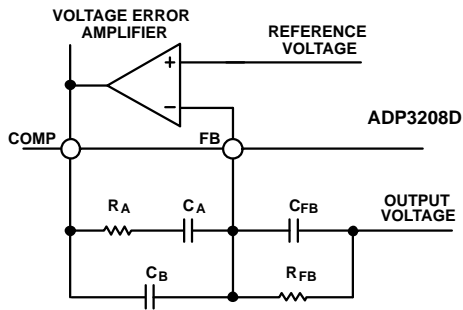 VOLTAGE ERROR
AMPLIFIER
REFERENCE
VOLTAGE
+
−
ADP3208D
COMP
FB
OUTPUT
VOLTAGE
RA
CA
CFB
CB
RFB